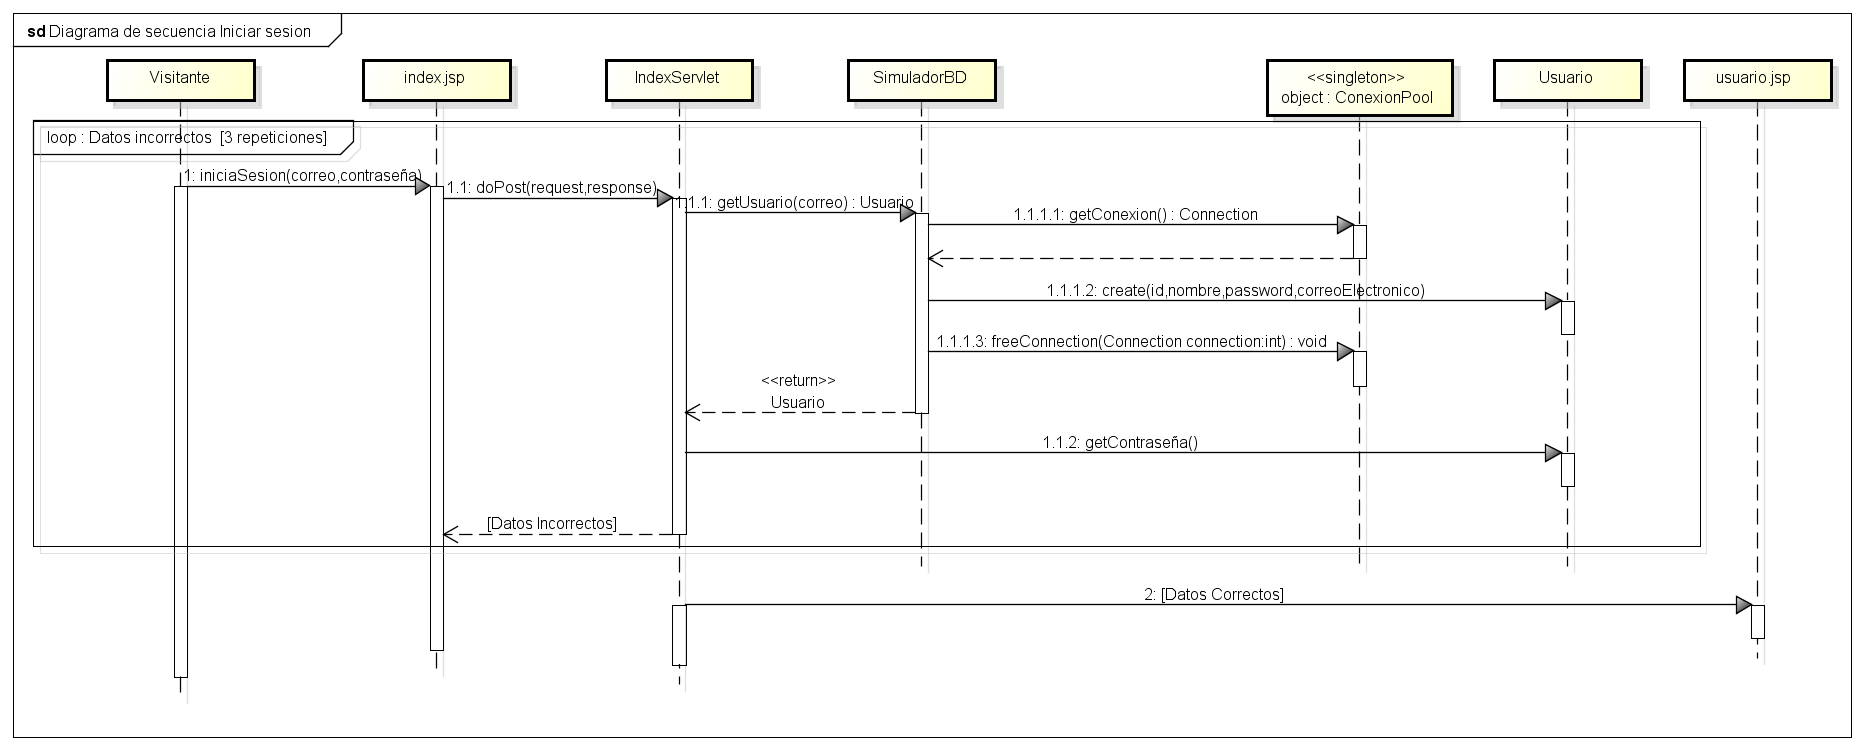 sd Diagrama de secuencia Iniciar sesion
Visitante
index.jsp
IndexServlet
SimuladorBD
<<singleton>>
object : ConexionPool
Usuario
usuario.jsp
loop : Datos incorrectos [3 repeticiones]
1: iniciaSesion(correo,contraseña)
1.1: doPost(request,response)
1.1.1: getUsuario(correo) : Usuario
1.1.1.1: getConexion() : Connection
1.1.1.2: create(id,nombre,password,correoElectronico)
1.1.1.3: freeConnection(Connection connection:int) : void
<<return>>
Usuario
1.1.2: getContraseña()
[Datos Incorrectos]
2: [Datos Correctos]